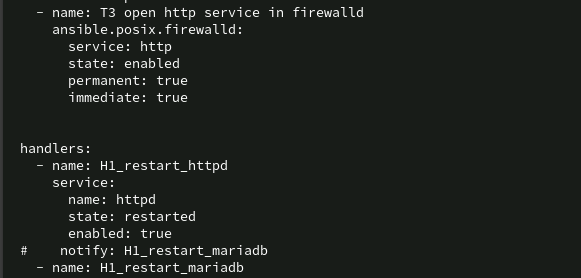 - name: T3 open http service in firewalld
ansible.posix.firewalld:
service: http
state: enabled
permanent: true
immediate: true
handlers:
- name: H1_restart_httpd
service:
name: httpd
state: restarted
enabled: true
# notify: H1_restart_mariadb
- name: H1_restart_mariadb